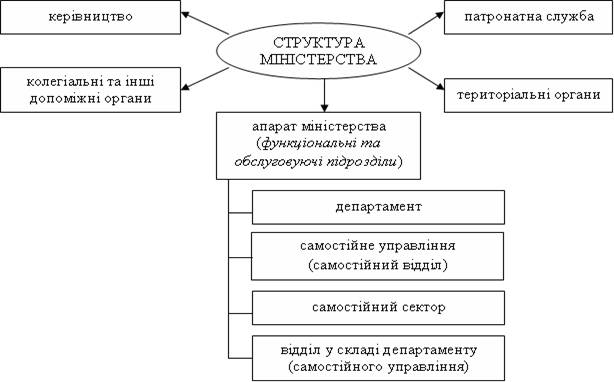 керівництво
патронатна служба
СТРУКТУРА
МІНІСТЕРСТВА
колегіальні та інші
допоміжні органи
територіальні органи
апарат міністерства
(функціональні та
обслуговуючі підрозділи)
департамент
самостійне управління
(самостійний відділ)
самостійний сектор
відділ у складі департаменту
(самостійного управління)